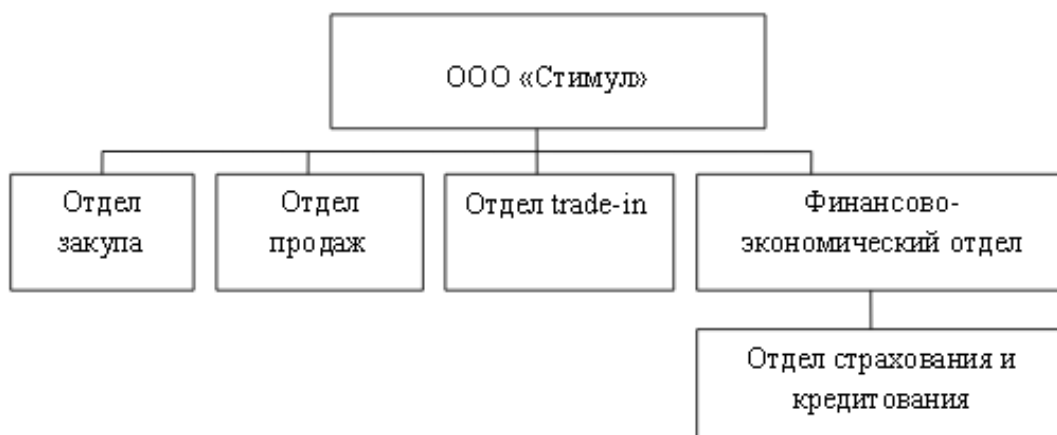 ООО «Стимул»
Отдел
закупа
Отдел
продаж
Отдел trade-in
Финансово-
экономический отдел
Отдел страхования и
кредитования